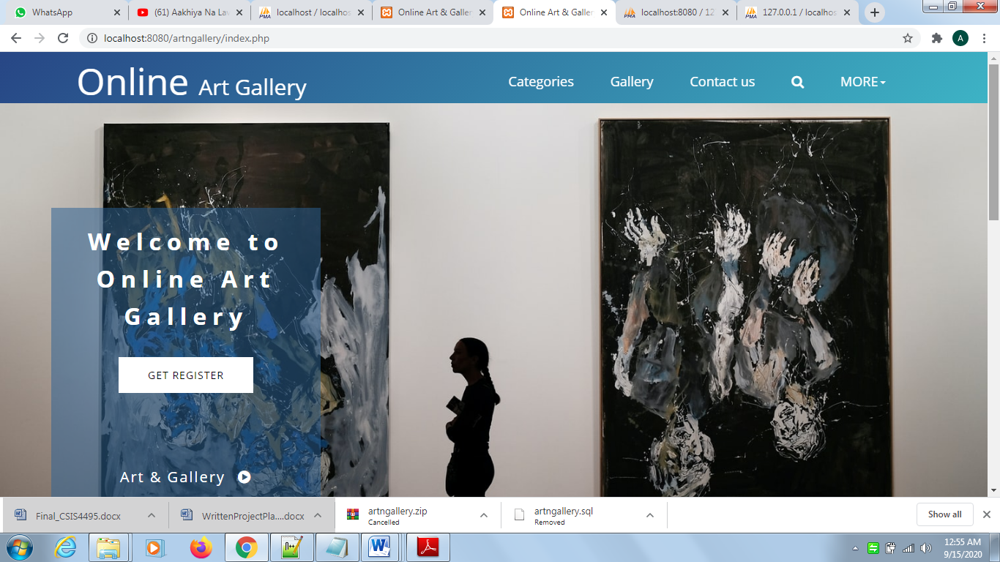 WhatsApp
(61) Aakhiya Na Lav
localhost / localhos
Online Art & Galler
Online Art & Galler
localhost:8080 / 12
127.0.0.1 / localhos
localhost:8080/artngallery/index.php
A
Online Art Gallery
Categories
Gallery
Contact us
MORE
Welcome to
Online Art
Gallery
GET REGISTER
Art & Gallery
Final_CSIS4495.docx
WrittenProjectPla....docx
artngallery.zip
Cancelled
artngallery.sql
Removed
Show all
12:55 AM
9/15/2020